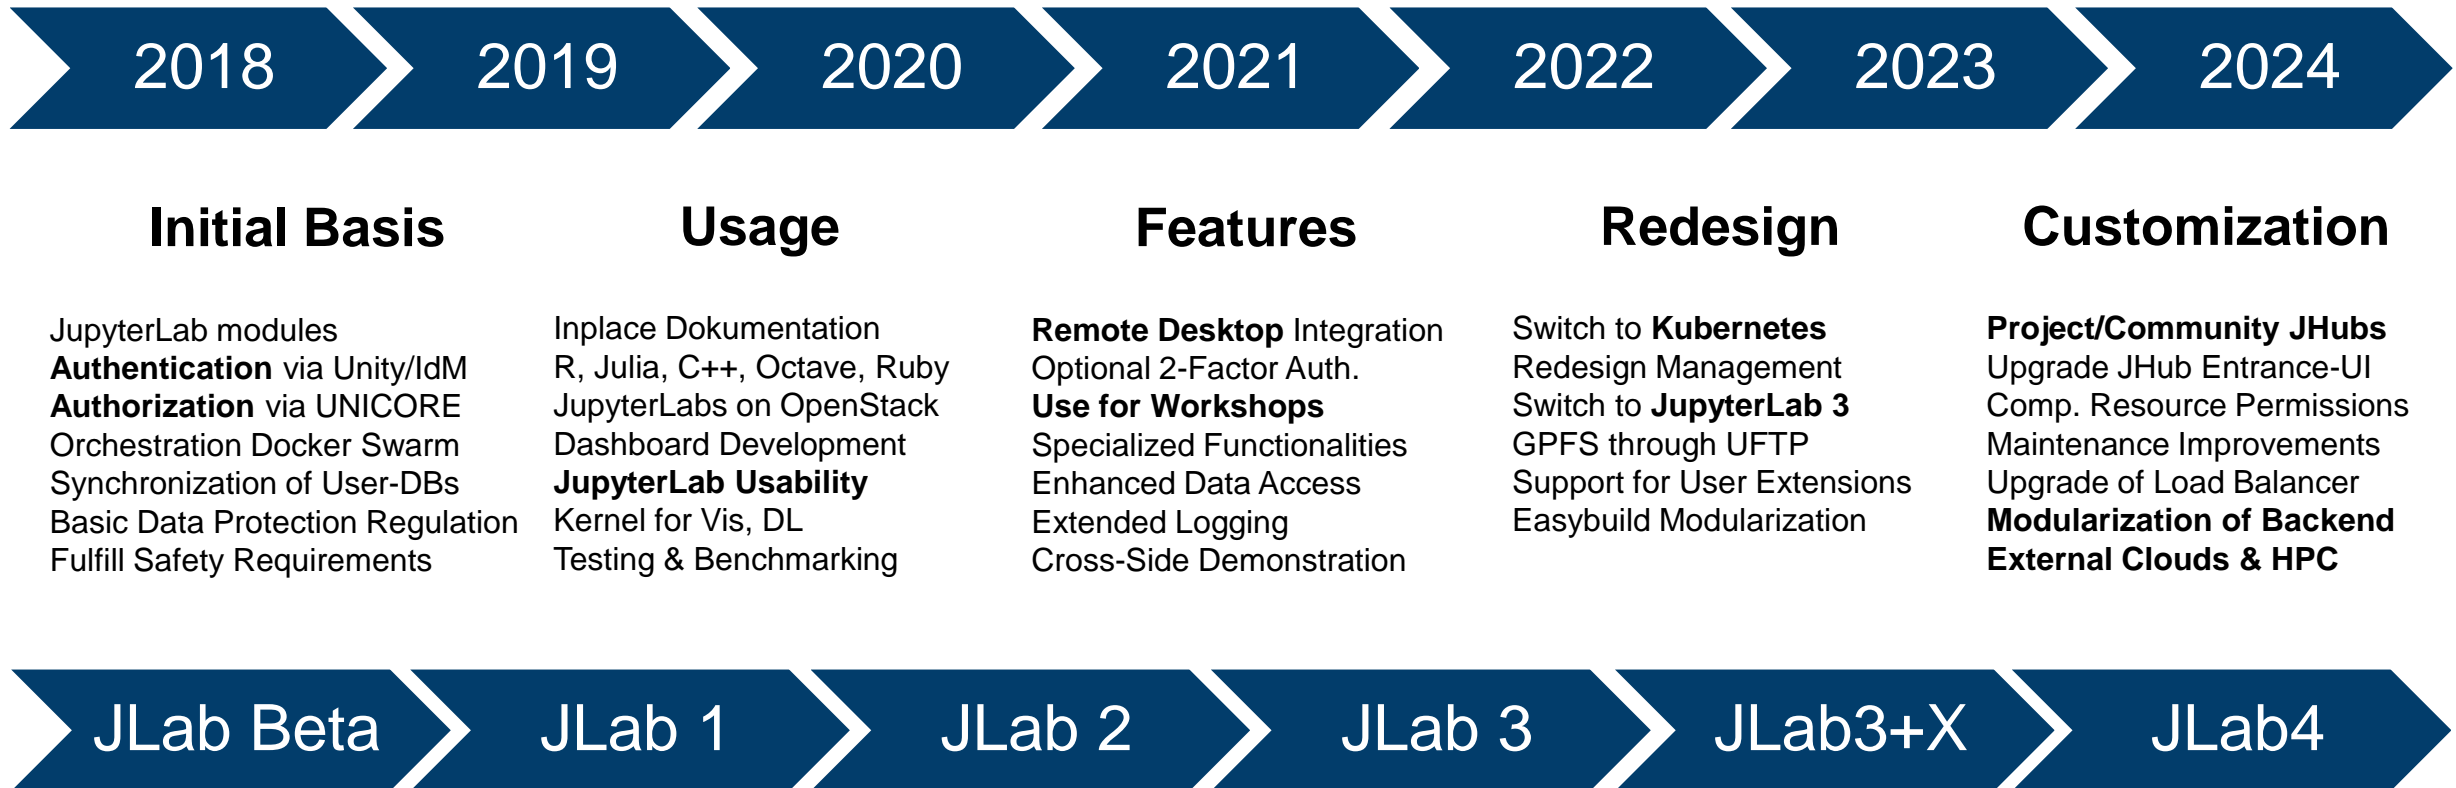 2018
2019
2020
2021
2022
2023
2024
Initial Basis
JupyterLab modules
Authentication via Unity/IdM
Authorization via UNICORE
Orchestration Docker Swarm
Synchronization of User-DBs
Basic Data Protection Regulation
Fulfill Safety Requirements
Usage
Inplace Dokumentation
R, Julia, C++, Octave, Ruby
JupyterLabs on OpenStack
Dashboard Development
JupyterLab Usability
Kernel for Vis, DL
Testing & Benchmarking
Features
Remote Desktop Integration
Optional 2-Factor Auth.
Use for Workshops
Specialized Functionalities
Enhanced Data Access
Extended Logging
Cross-Side Demonstration
Redesign
Switch to Kubernetes
Redesign Management
Switch to JupyterLab 3
GPFS through UFTP
Support for User Extensions
Easybuild Modularization
Customization
Project/Community JHubs
Upgrade JHub Entrance-UI
Comp. Resource Permissions
Maintenance Improvements
Upgrade of Load Balancer
Modularization of Backend
External Clouds & HPC
JLab Beta
JLab 1
JLab 2
JLab 3
JLab3+X
JLab4